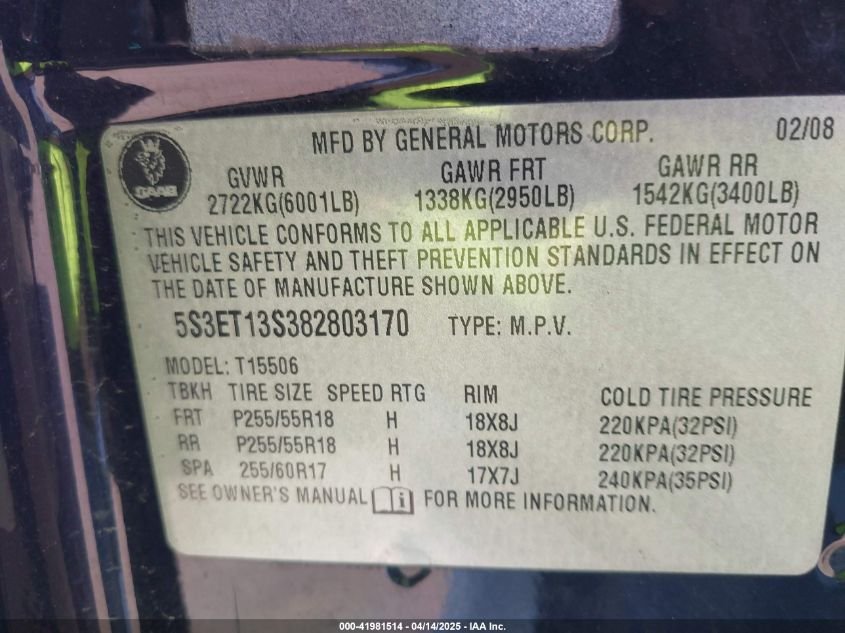 MFD BY GENERAL MOTORS CORP. 02/08
SAAB
GVWR GAWR FRT GAWR RR
2722KG(6001LB) 1338KG(2950LB) 1542KG(3400LB)
THIS VEHICLE CONFORMS TO ALL APPLICABLE U.S. FEDERAL MOTOR
VEHICLE SAFETY AND THEFT PREVENTION STANDARDS IN EFFECT ON
THE DATE OF MANUFACTURE SHOWN ABOVE.
5S3ET13S382803170 TYPE: M.P.V.
MODEL: T15506
TBKH TIRE SIZE SPEED RTG RIM COLD TIRE PRESSURE
FRT P255/55R18 H 18X8J 220KPA(32PSI)
RR P255/55R18 H 18X8J 220KPA(32PSI)
SPA 255/60R17 H 17X7J 240KPA(35PSI)
SEE OWNER'S MANUAL i FOR MORE INFORMATION.
000-41981514 - 04/14/2025 - IAA Inc.